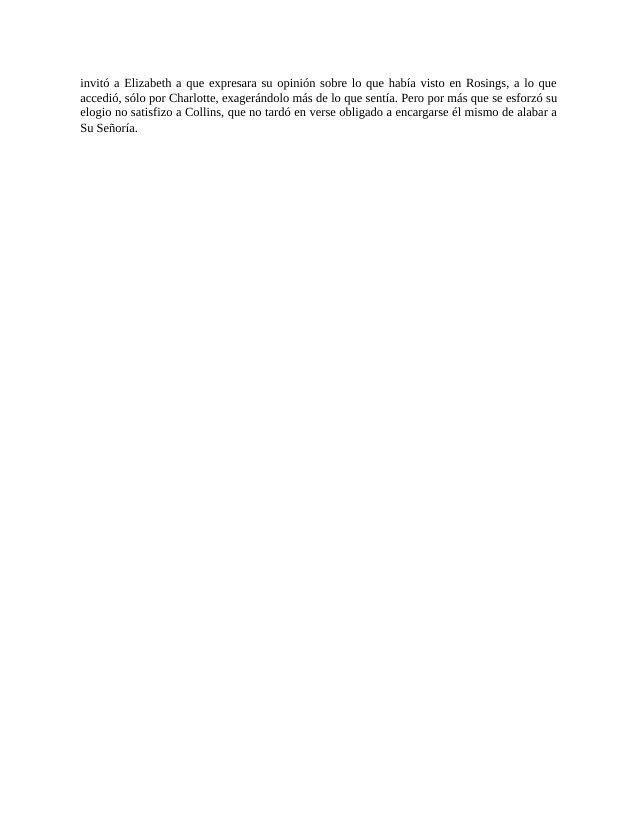 invitó a Elizabeth a que expresara su opinión sobre lo que había visto en Rosings, a lo que
accedió, sólo por Charlotte, exagerándolo más de lo que sentía. Pero por más que se esforzó su
elogio no satisfizo a Collins, que no tardó en verse obligado a encargarse él mismo de alabar a
Su Señoría.